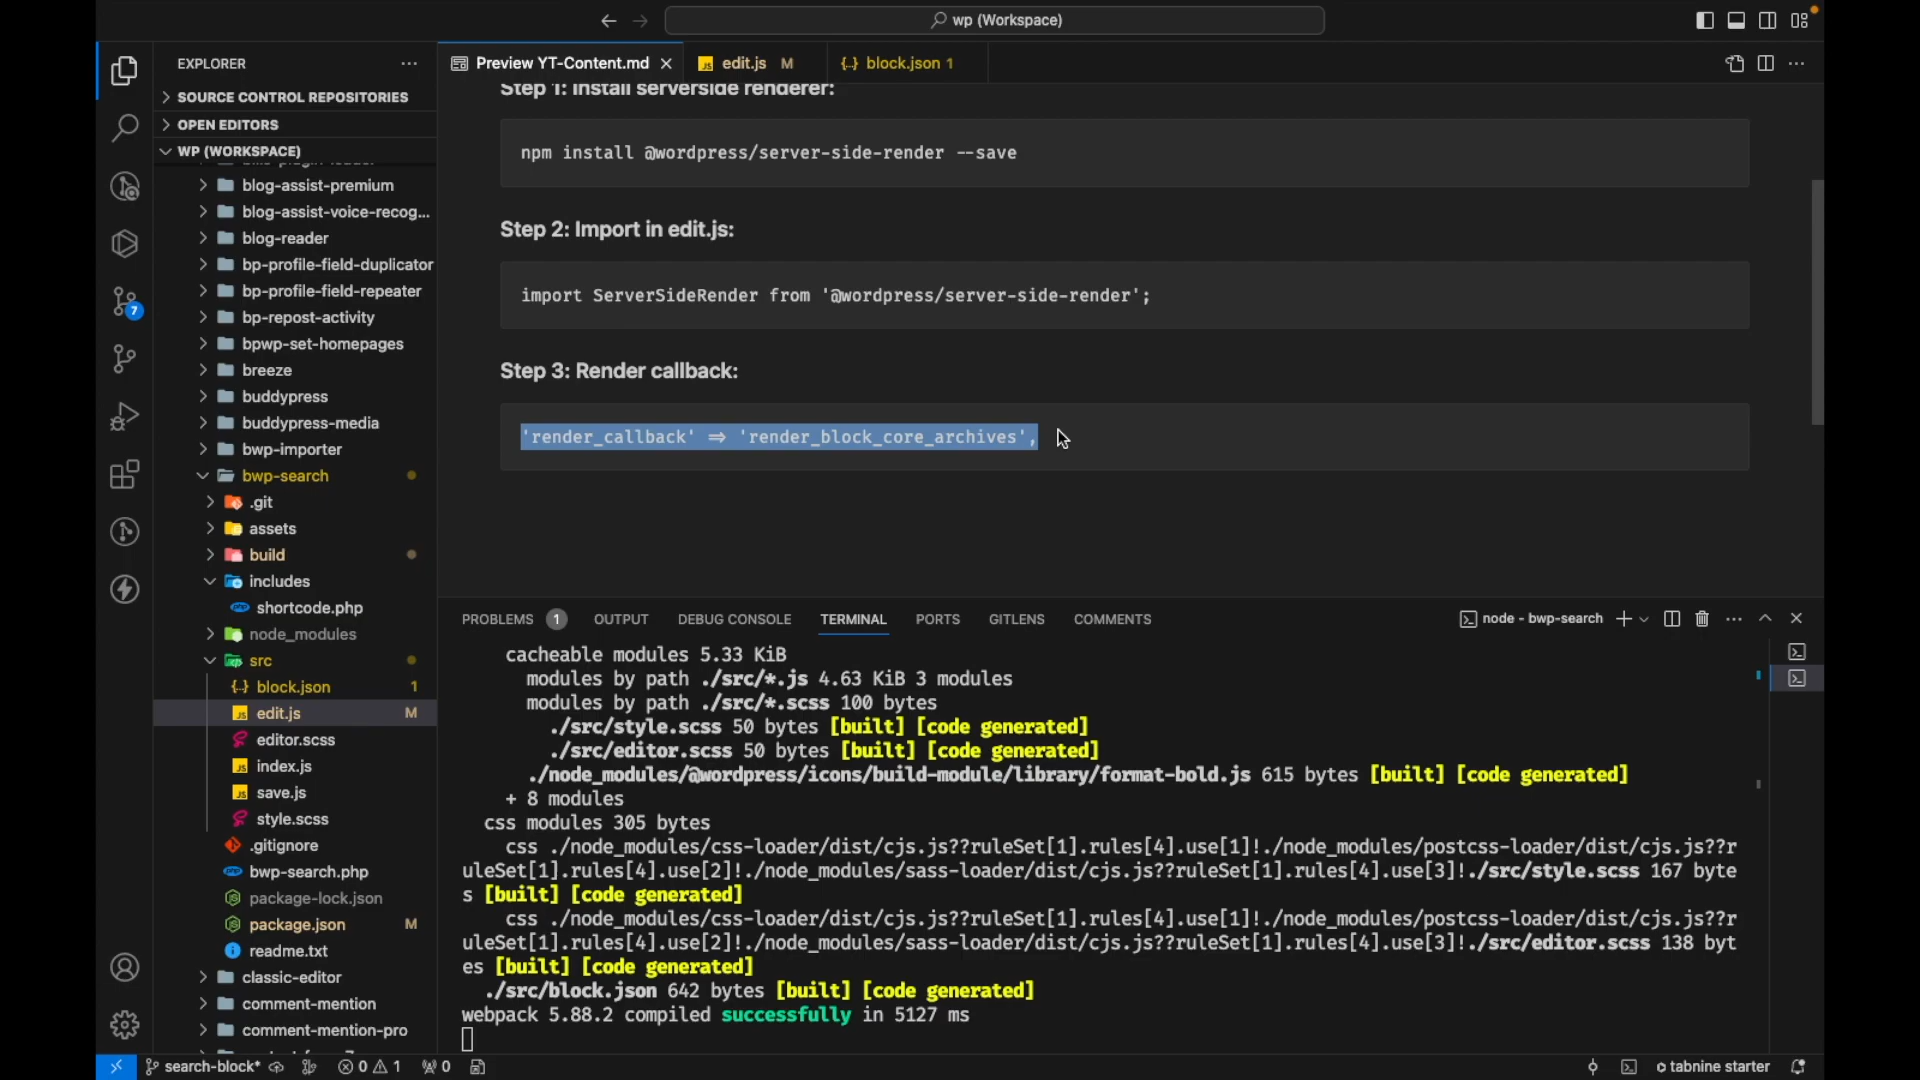 wp (Workspace)
EXPLORER
Preview YT-Content.md
edit.js M
block.json 1
SOURCE CONTROL REPOSITORIES
OPEN EDITORS
WP (WORKSPACE)
blog-assist-premium
blog-assist-voice-recog...
blog-reader
bp-profile-field-duplicator
bp-profile-field-repeater
bp-repost-activity
bpwp-set-homepages
breeze
buddypress
buddypress-media
bwp-importer
bwp-search
.git
assets
build
includes
shortcode.php
node_modules
src
block.json 1
edit.js M
editor.scss
index.js
save.js
style.scss
.gitignore
bwp-search.php
package-lock.json
package.json M
readme.txt
classic-editor
comment-mention
comment-mention-pro
7
Step 1: Install serverside renderer:
npm install @wordpress/server-side-render --save
Step 2: Import in edit.js:
import ServerSideRender from '@wordpress/server-side-render';
Step 3: Render callback:
'render_callback' => 'render_block_core_archives',
PROBLEMS 1 OUTPUT DEBUG CONSOLE TERMINAL PORTS GITLENS COMMENTS
node - bwp-search
cacheable modules 5.33 KiB
modules by path ./src/*.js 4.63 KiB 3 modules
modules by path ./src/*.scss 100 bytes
./src/style.scss 50 bytes [built] [code generated]
./src/editor.scss 50 bytes [built] [code generated]
./node_modules/@wordpress/icons/build-module/library/format-bold.js 615 bytes [built] [code generated]
+ 8 modules
css modules 305 bytes
css ./node_modules/css-loader/dist/cjs.js??ruleSet[1].rules[4].use[1]!./node_modules/postcss-loader/dist/cjs.js??r
uleSet[1].rules[4].use[2]!./node_modules/sass-loader/dist/cjs.js??ruleSet[1].rules[4].use[3]!./src/style.scss 167 byte
s [built] [code generated]
css ./node_modules/css-loader/dist/cjs.js??ruleSet[1].rules[4].use[1]!./node_modules/postcss-loader/dist/cjs.js??r
uleSet[1].rules[4].use[2]!./node_modules/sass-loader/dist/cjs.js??ruleSet[1].rules[4].use[3]!./src/editor.scss 138 byt
es [built] [code generated]
./src/block.json 642 bytes [built] [code generated]
webpack 5.88.2 compiled successfully in 5127 ms
search-block* 0 1 0
tabnine starter